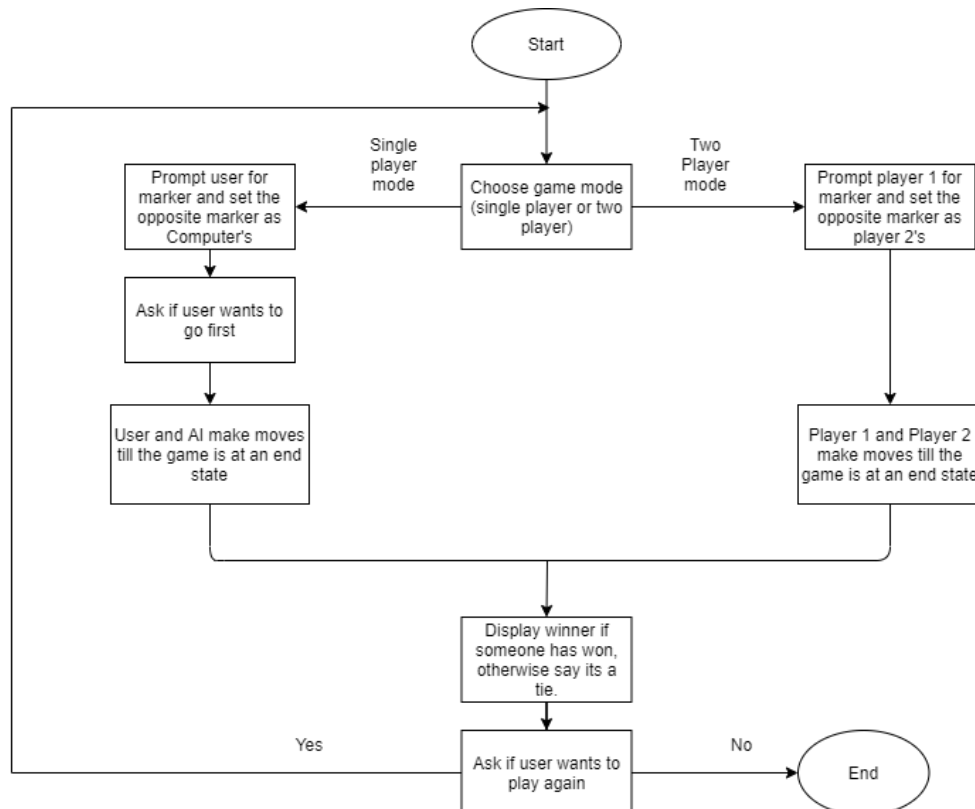 Start
Single
player
mode
Two
Player
mode
Prompt user for
marker and set the
opposite marker as
Computer's
Choose game mode
(single player or two
player)
Prompt player 1 for
marker and set the
opposite marker as
player 2's
Ask if user wants to
go first
User and AI make moves
till the game is at an end
state
Player 1 and Player 2
make moves till the
game is at an end state
Display winner if
someone has won,
otherwise say its a
tie.
Yes
Ask if user wants to
play again
No
End